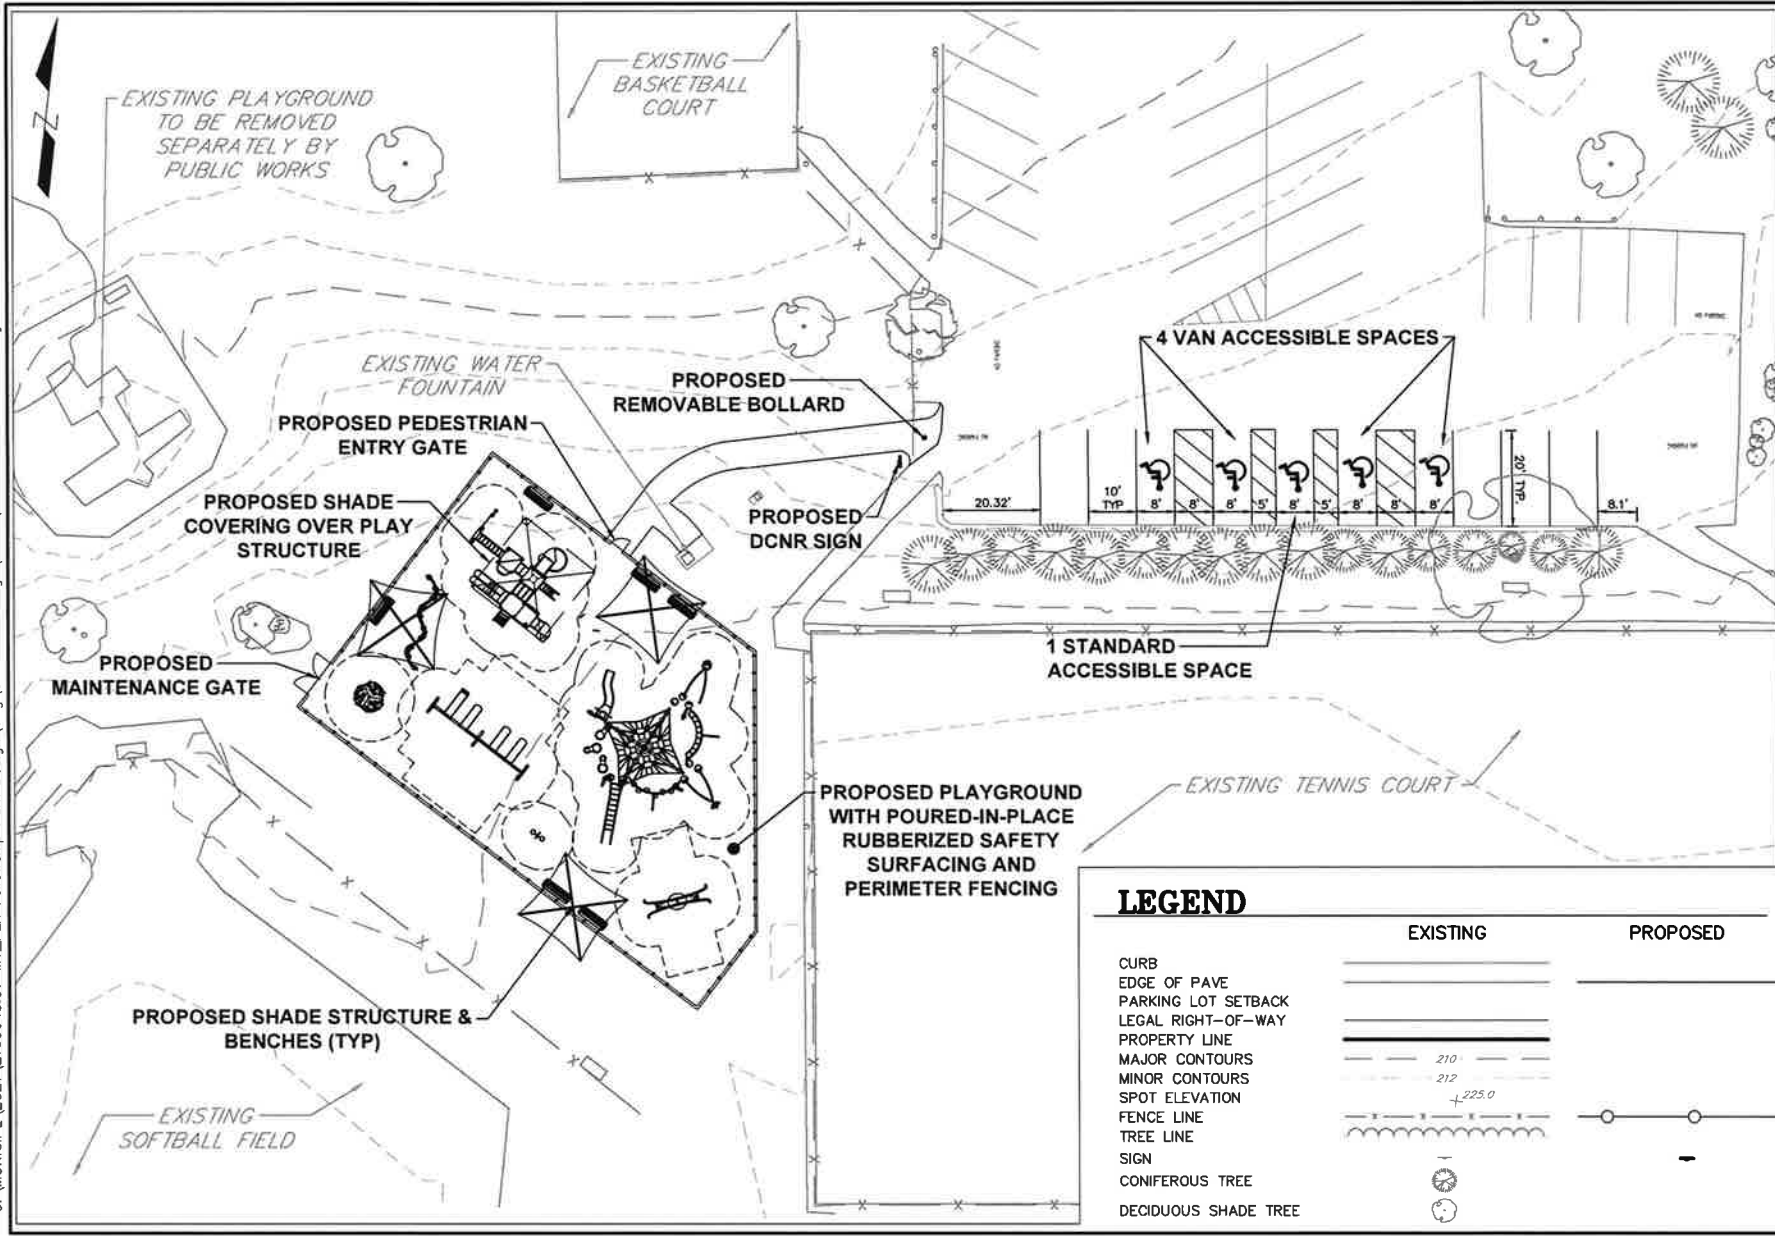 N
EXISTING PLAYGROUND
TO BE REMOVED
SEPARATELY BY
PUBLIC WORKS
EXISTING
BASKETBALL
COURT
EXISTING WATER
FOUNTAIN
PROPOSED PEDESTRIAN
ENTRY GATE
PROPOSED
REMOVABLE BOLLARD
4 VAN ACCESSIBLE SPACES
NO PARKING
NO PARKING
NO PARKING
PROPOSED SHADE
COVERING OVER PLAY
STRUCTURE
PROPOSED
DCNR SIGN
20.32'
10'
TYP
8'
8'
8'
5'
8'
5'
8'
8'
8'
20' TYP.
8.1'
1 STANDARD
ACCESSIBLE SPACE
PROPOSED
MAINTENANCE GATE
PROPOSED PLAYGROUND
WITH POURED-IN-PLACE
RUBBERIZED SAFETY
SURFACING AND
PERIMETER FENCING
EXISTING TENNIS COURT
PROPOSED SHADE STRUCTURE &
BENCHES (TYP)
EXISTING
SOFTBALL FIELD
LEGEND
EXISTING PROPOSED
CURB
EDGE OF PAVE
PARKING LOT SETBACK
LEGAL RIGHT-OF-WAY
PROPERTY LINE
MAJOR CONTOURS 210
MINOR CONTOURS 212
SPOT ELEVATION +225.0
FENCE LINE
TREE LINE
SIGN
CONIFEROUS TREE
DECIDUOUS SHADE TREE